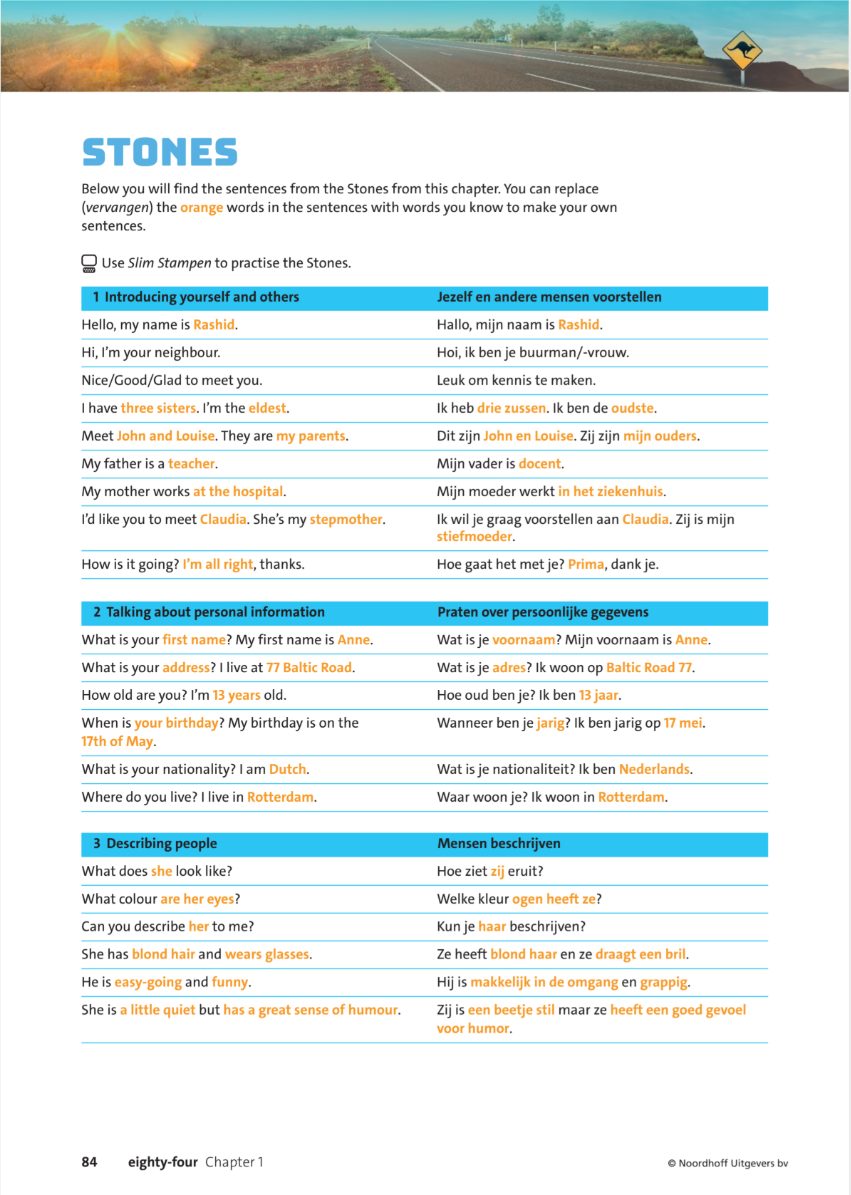 STONES
Below you will find the sentences from the Stones from this chapter. You can replace
(vervangen) the orange words in the sentences with words you know to make your own
sentences.
Use Slim Stampen to practise the Stones.
1 Introducing yourself and others Jezelf en andere mensen voorstellen
Hello, my name is Rashid. Hallo, mijn naam is Rashid.
Hi, I'm your neighbour. Hoi, ik ben je buurman/-vrouw.
Nice/Good/Glad to meet you. Leuk om kennis te maken.
I have three sisters. I'm the eldest. Ik heb drie zussen. Ik ben de oudste.
Meet John and Louise. They are my parents. Dit zijn John en Louise. Zij zijn mijn ouders.
My father is a teacher. Mijn vader is docent.
My mother works at the hospital. Mijn moeder werkt in het ziekenhuis.
I'd like you to meet Claudia. She's my stepmother. Ik wil je graag voorstellen aan Claudia. Zij is mijn
stiefmoeder.
How is it going? I'm all right, thanks. Hoe gaat het met je? Prima, dank je.
2 Talking about personal information Praten over persoonlijke gegevens
What is your first name? My first name is Anne. Wat is je voornaam? Mijn voornaam is Anne.
What is your address? I live at 77 Baltic Road. Wat is je adres? Ik woon op Baltic Road 77.
How old are you? I'm 13 years old. Hoe oud ben je? Ik ben 13 jaar.
When is your birthday? My birthday is on the Wanneer ben je jarig? Ik ben jarig op 17 mei.
17th of May.
What is your nationality? I am Dutch. Wat is je nationaliteit? Ik ben Nederlands.
Where do you live? I live in Rotterdam. Waar woon je? Ik woon in Rotterdam.
3 Describing people Mensen beschrijven
What does she look like? Hoe ziet zij eruit?
What colour are her eyes? Welke kleur ogen heeft ze?
Can you describe her to me? Kun je haar beschrijven?
She has blond hair and wears glasses. Ze heeft blond haar en ze draagt een bril.
He is easy-going and funny. Hij is makkelijk in de omgang en grappig.
She is a little quiet but has a great sense of humour. Zij is een beetje stil maar ze heeft een goed gevoel
voor humor.
84 eighty-four Chapter 1 © Noordhoff Uitgevers bv